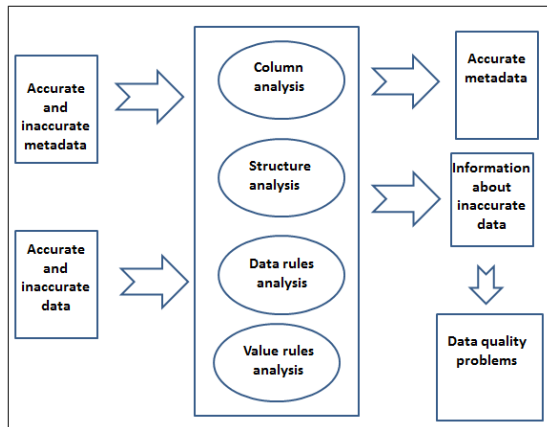 Accurate
and
inaccurate
metadata
Accurate
and
inaccurate
data
Column
analysis
Structure
analysis
Data rules
analysis
Value rules
analysis
Accurate
metadata
Information
about
inaccurate
data
Data quality
problems